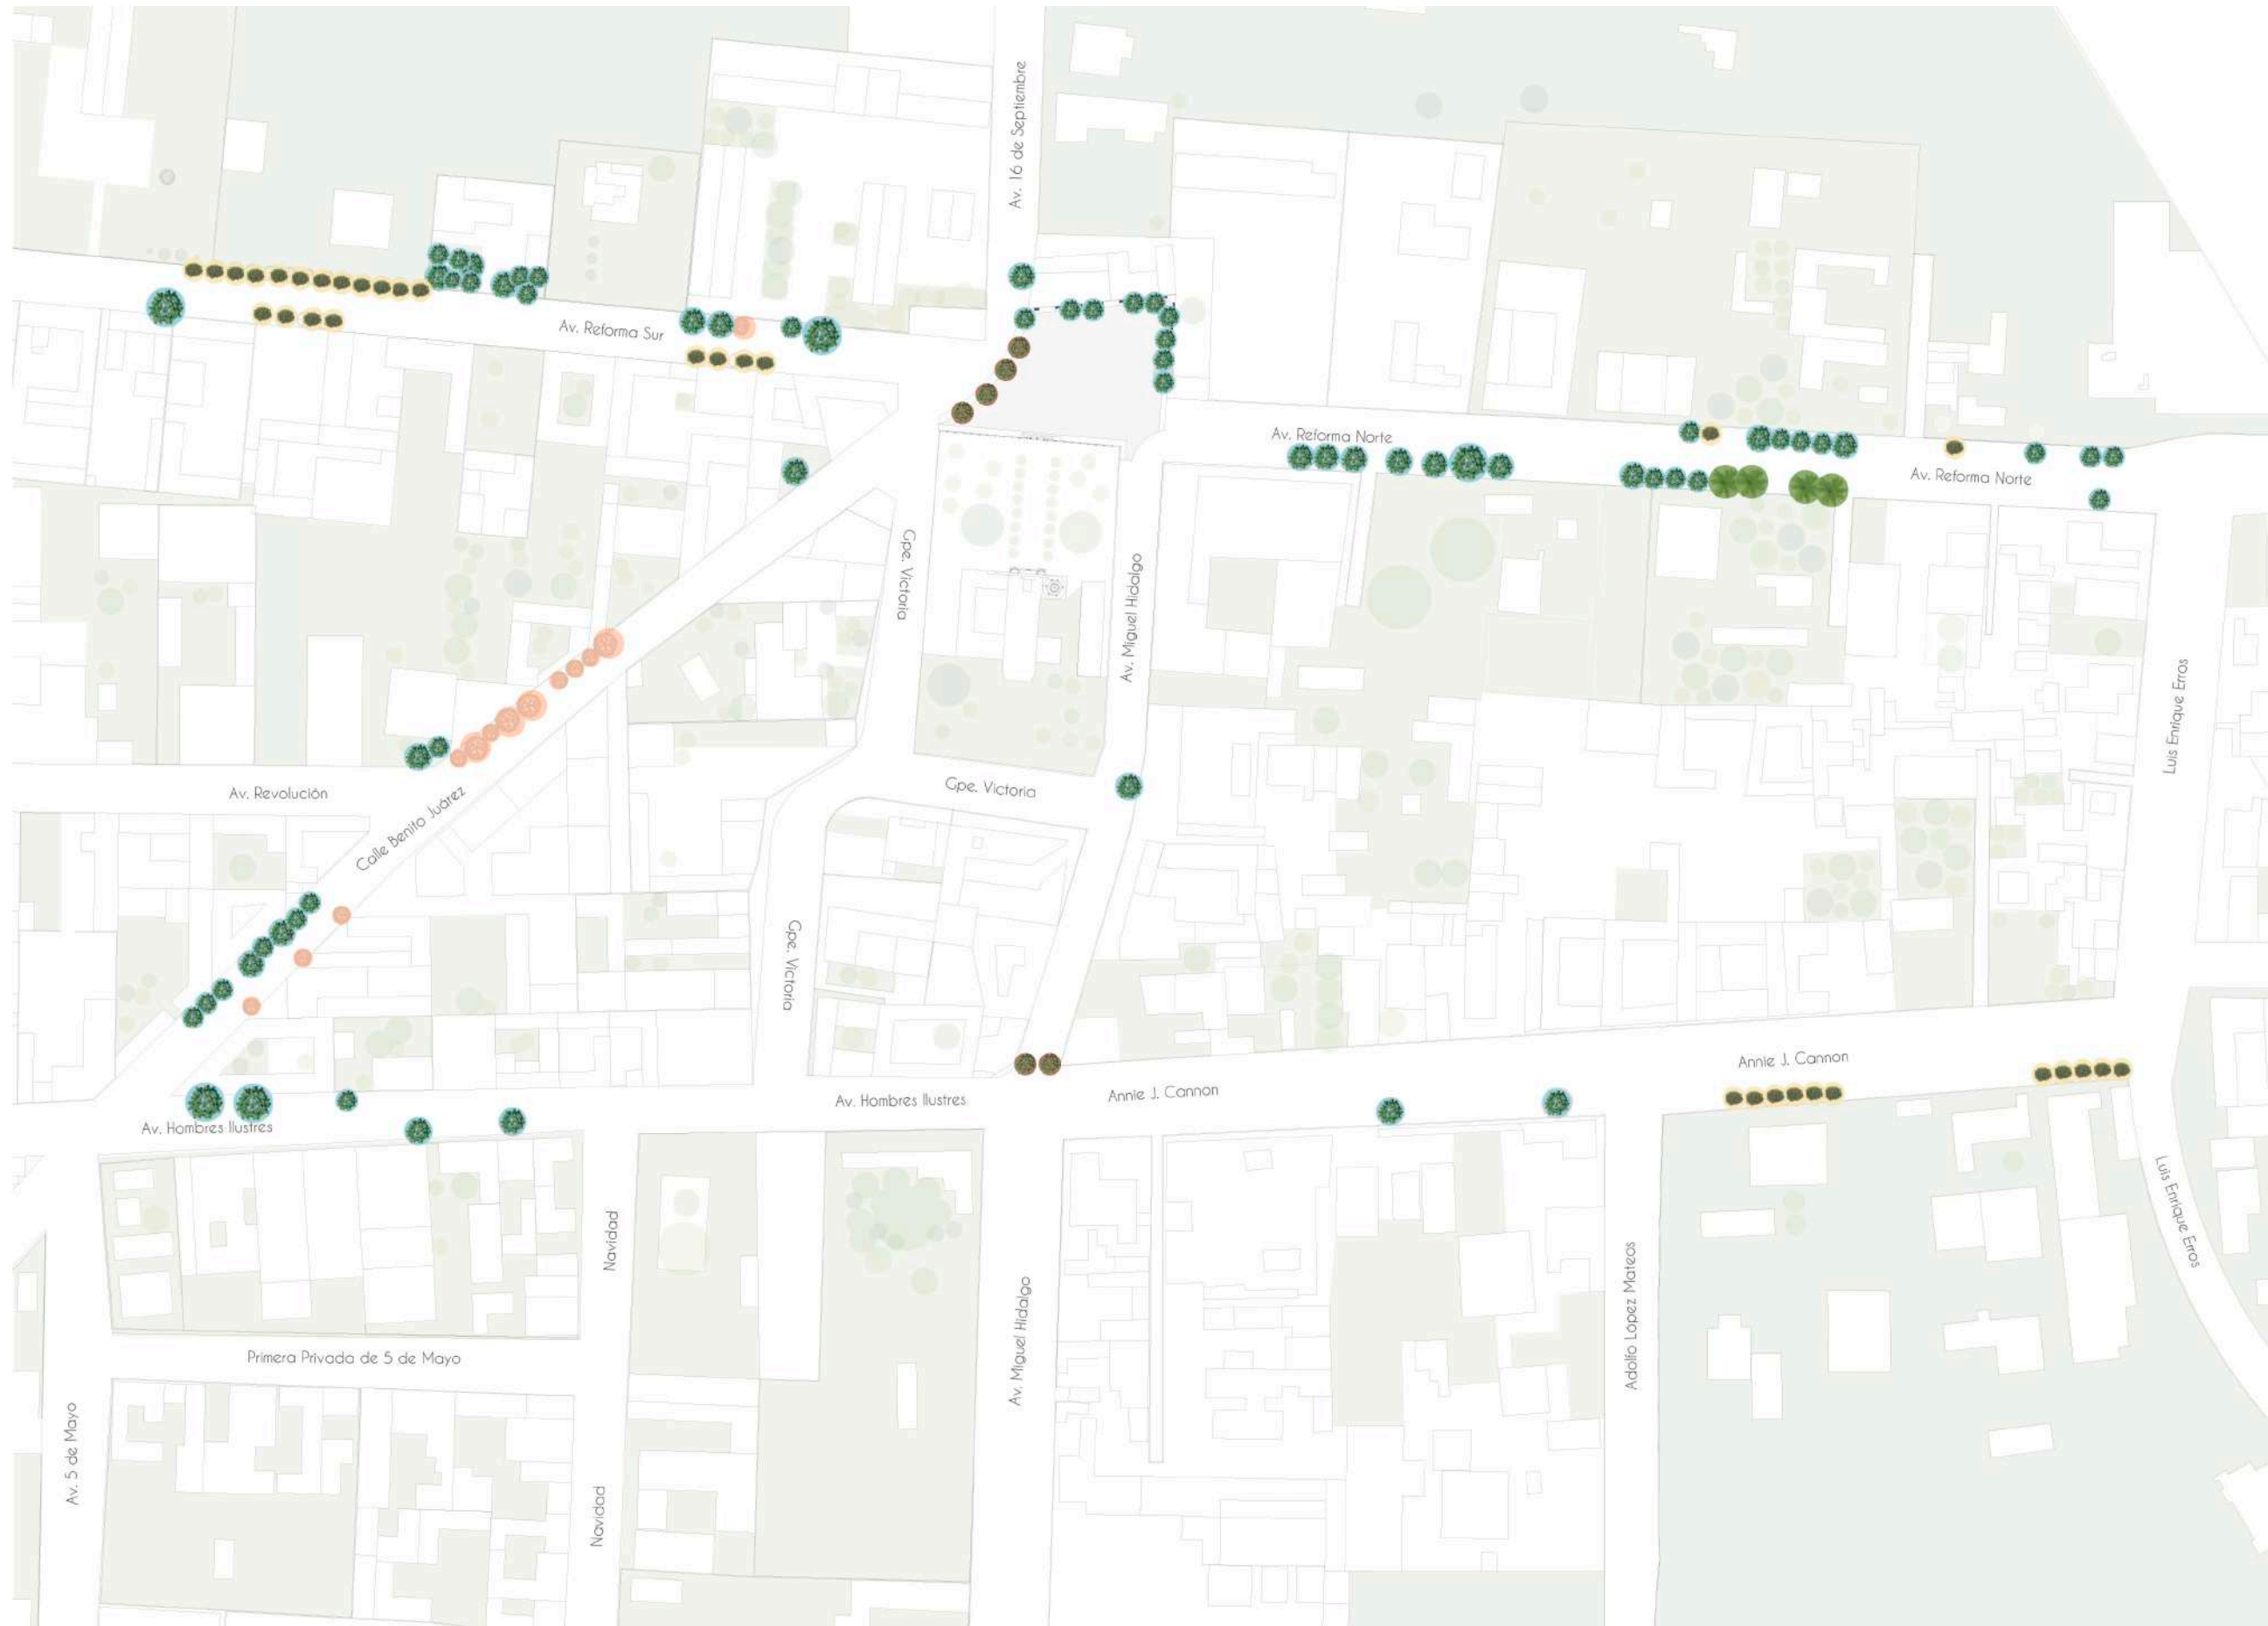 Av. 16 de Septiembre
Av. Reforma Sur
Av. Reforma Norte
Av. Reforma Norte
Gpe. Victoria
Av. Miguel Hidalgo
Luis Enrique Erros
Av. Revolución
Calle Benito Juárez
Gpe. Victoria
Gpe. Victoria
Annie J. Cannon
Annie J. Cannon
Av. Hombres Ilustres
Av. Hombres Ilustres
Luis Enrique Erros
Navidad
Adolfo López Mateos
Av. Miguel Hidalgo
Primera Privada de 5 de Mayo
Av. 5 de Mayo
Navidad